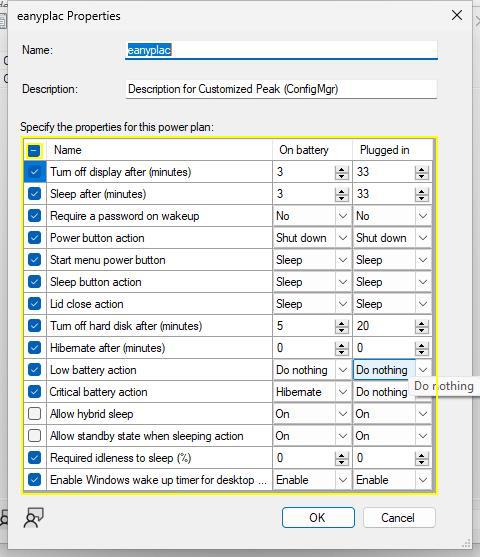 eanyplac Properties
Name: eanyplac
Description: Description for Customized Peak (ConfigMgr)
Specify the properties for this power plan:
Name On battery Plugged in
Turn off display after (minutes) 3 33
Sleep after (minutes) 3 33
Require a password on wakeup No No
Power button action Shut down Shut down
Start menu power button Sleep Sleep
Sleep button action Sleep Sleep
Lid close action Sleep Sleep
Turn off hard disk after (minutes) 5 20
Hibernate after (minutes) 0 0
Low battery action Do nothing Do nothing
Do nothing
Critical battery action Hibernate Do nothing
Allow hybrid sleep On On
Allow standby state when sleeping action On On
Required idleness to sleep (%) 0 0
Enable Windows wake up timer for desktop ... Enable Enable
OK Cancel